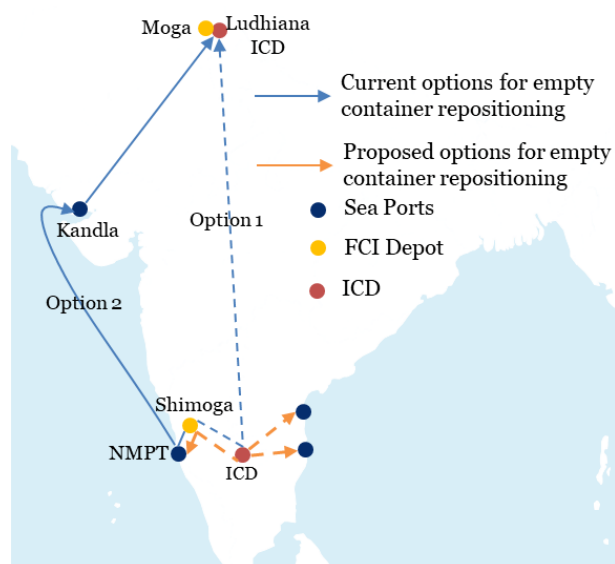 Moga
Ludhiana
ICD
Current options for empty
container repositioning
Proposed options for empty
container repositioning
Sea Ports
Kandla
Option 1
FCI Depot
ICD
Option 2
Shimoga
NMPT
ICD